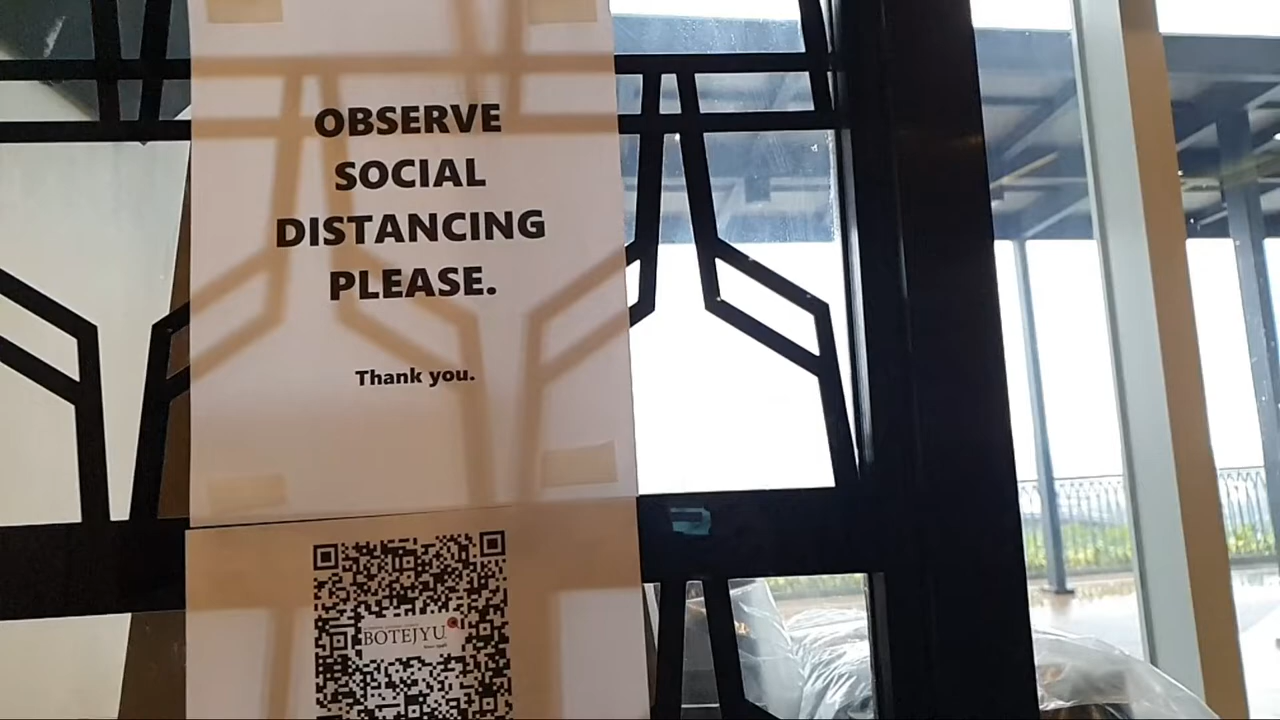 OBSERVE
SOCIAL
DISTANCING
PLEASE.
Thank you.
BOTEJYU